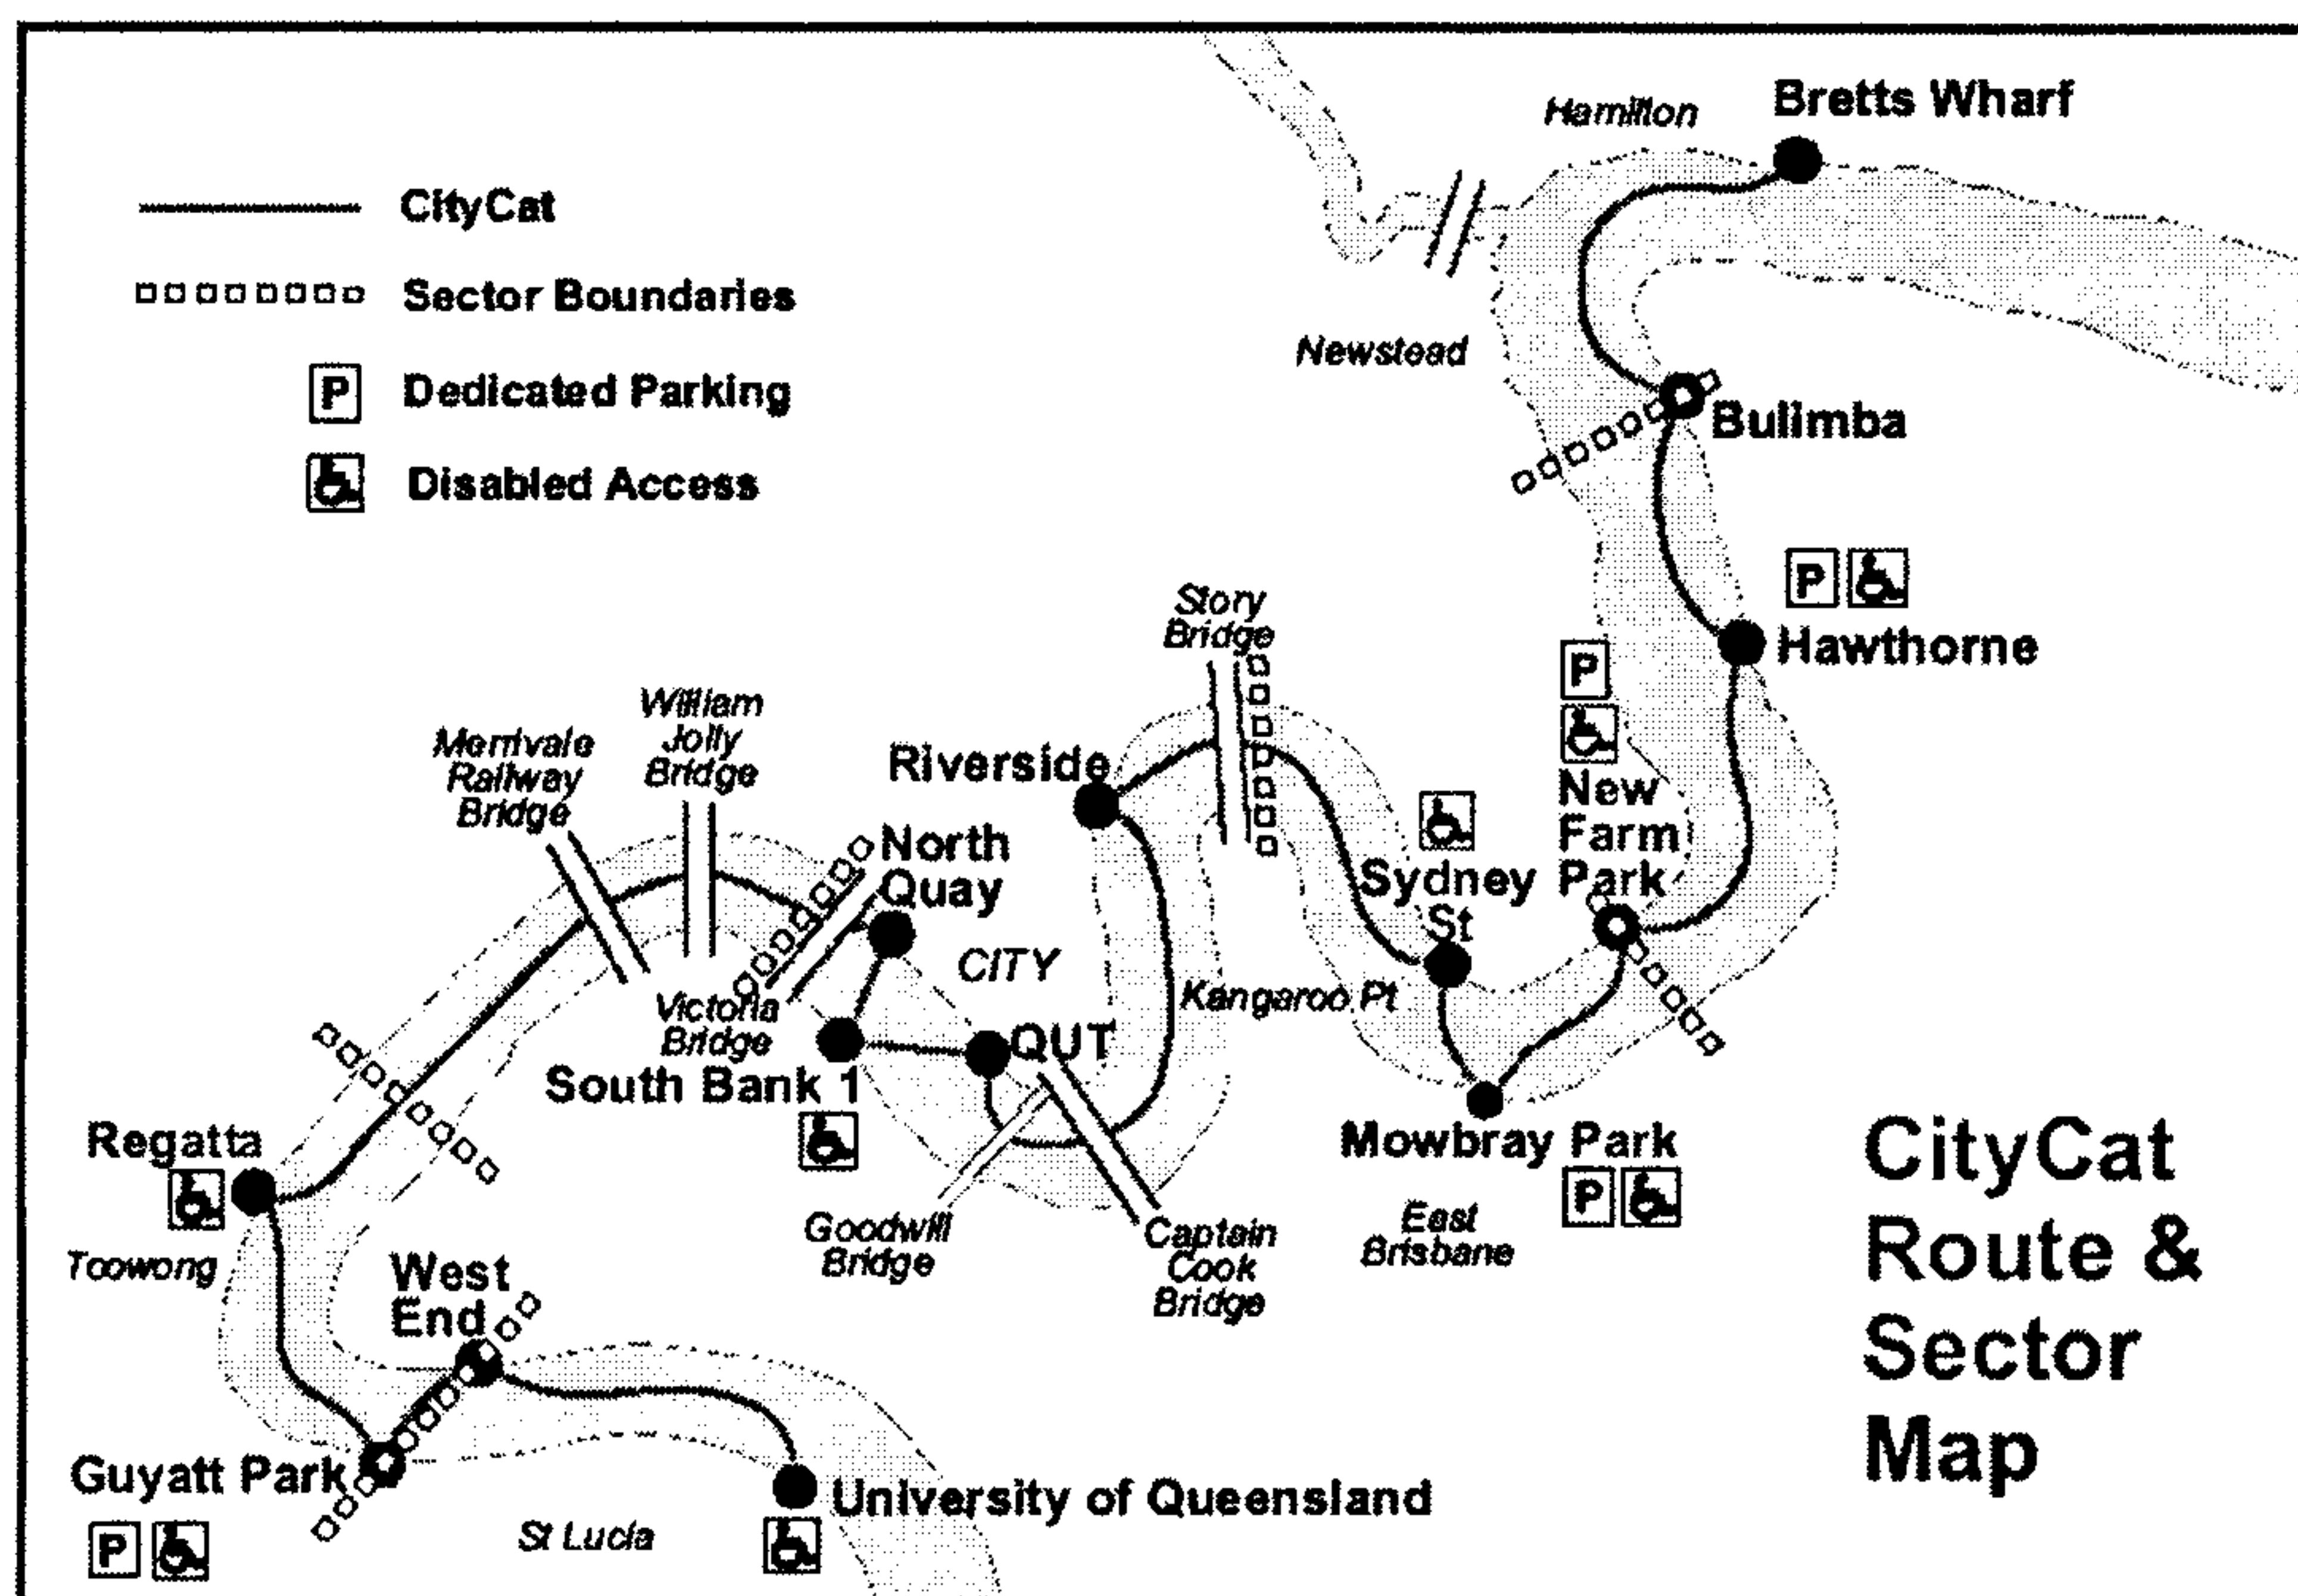 Hamilton
Bretts Wharf
CityCat
Sector Boundaries
P Dedicated Parking
Disabled Access
Newstead
Bulimba
P
Hawthorne
Story
Bridge
P
New
Farm
Park
William
Jolly
Bridge
Merrivale
Railway
Bridge
Riverside
North
Quay
Sydney
St
CITY
Kangaroo Pt
Victoria
Bridge
QUT
South Bank 1
Mowbray Park
P
East
Brisbane
Regatta
Toowong
Goodwill
Bridge
Captain
Cook
Bridge
West
End
Guyatt Park
P
St Lucia
University of Queensland
CityCat
Route &
Sector
Map